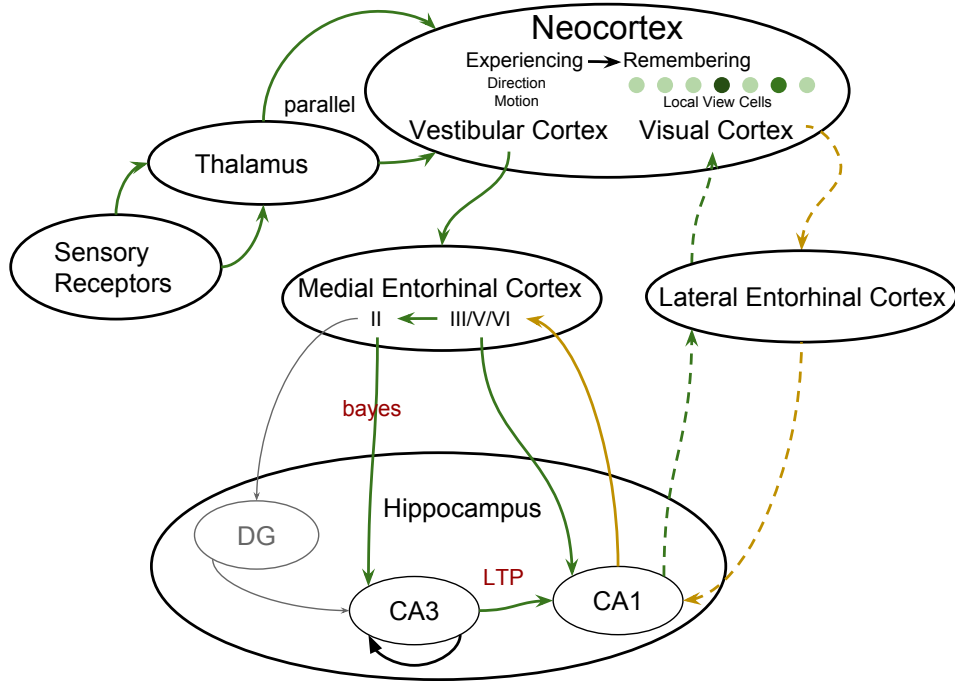 Neocortex
Experiencing Remembering
Direction
Motion
Local View Cells
Vestibular Cortex Visual Cortex
parallel
Thalamus
Sensory
Receptors
Medial Entorhinal Cortex
II III/V/VI
Lateral Entorhinal Cortex
bayes
Hippocampus
DG
LTP
CA3
CA1